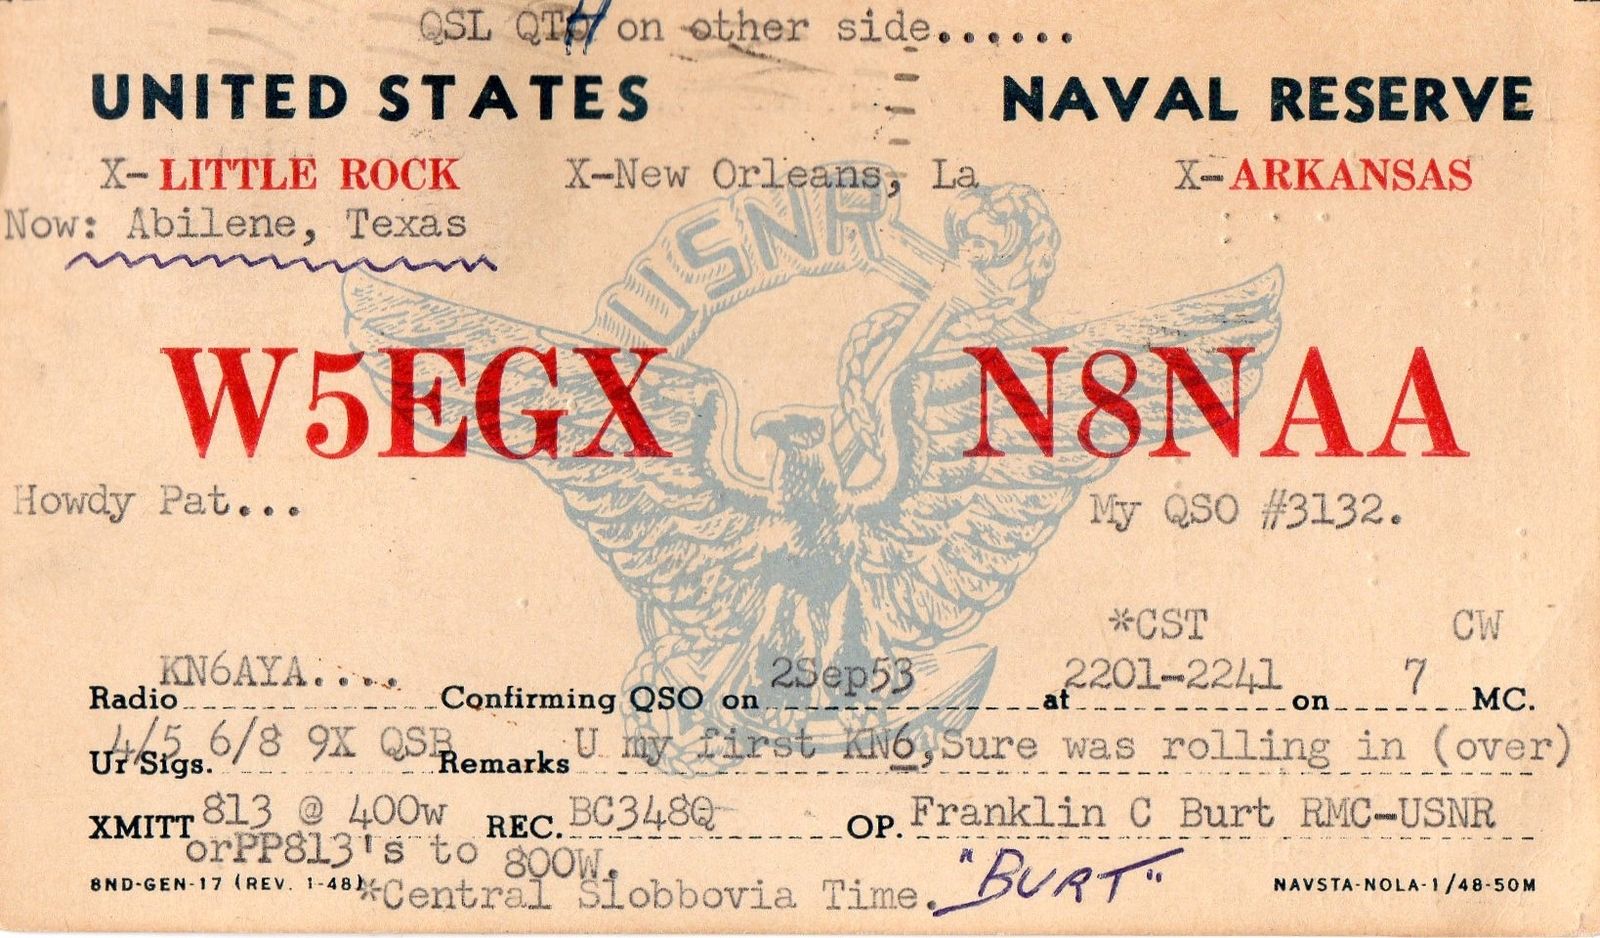 QSL QTH on other side......
UNITED STATES NAVAL RESERVE
X-LITTLE ROCK X-New Orleans, La X-ARKANSAS
Now: Abilene, Texas
USNR
W5EGX N8NAA
Howdy Pat... My QSO #3132.
*CST CW
Radio KN6AYA.... Confirming QSO on 2Sep53 at 2201-2241 on 7 MC.
Ur Sigs. 4/5 6/8 9X QSB Remarks U my first KN6,Sure was rolling in (over)
XMITT 813 @ 400w REC. BC348Q OP. Franklin C Burt RMC-USNR
orPP813's to 800W.
8ND-GEN-17 (REV. 1-48) *Central Slobbovia Time. "BURT" NAVSTA-NOLA-1/48-50M